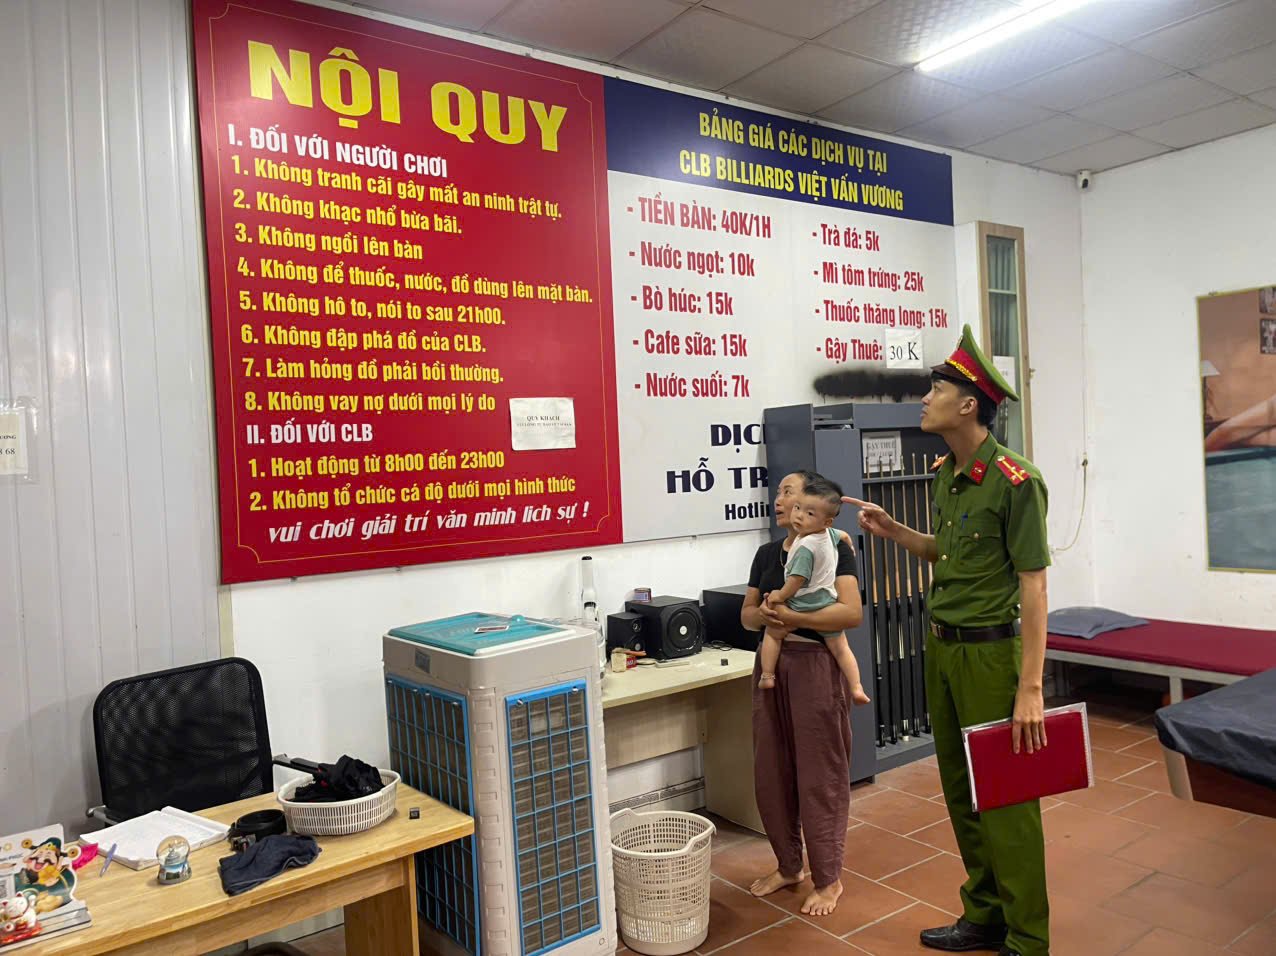 NỘI QUY
I. ĐỐI VỚI NGƯỜI CHƠI
1. Không tranh cãi gây mất an ninh trật tự.
2. Không khạc nhổ bừa bãi.
3. Không ngồi lên bàn
4. Không để thuốc, nước, đồ dùng lên mặt bàn.
5. Không hô to, nói to sau 21h00.
6. Không đập phá đồ của CLB.
7. Làm hỏng đồ phải bồi thường.
8. Không vay nợ dưới mọi lý do
II. ĐỐI VỚI CLB
1. Hoạt động từ 8h00 đến 23h00
2. Không tổ chức cá độ dưới mọi hình thức
vui chơi giải trí văn minh lich sự !
QUÝ KHÁCH
BẢNG GIÁ CÁC DỊCH VỤ TẠI
CLB BILLIARDS VIỆT VẤN VƯƠNG
- TIỀN BÀN: 40K/1H
- Nước ngọt: 10k
- Bò húc: 15k
- Cafe sữa: 15k
- Nước suối: 7k
- Trà đá: 5k
- Mì tôm trứng: 25k
- Thuốc thăng long: 15k
- Gậy Thuê: 30 K
DỊC
HỖ TR
Hotlin
GẬY THUÊ
68